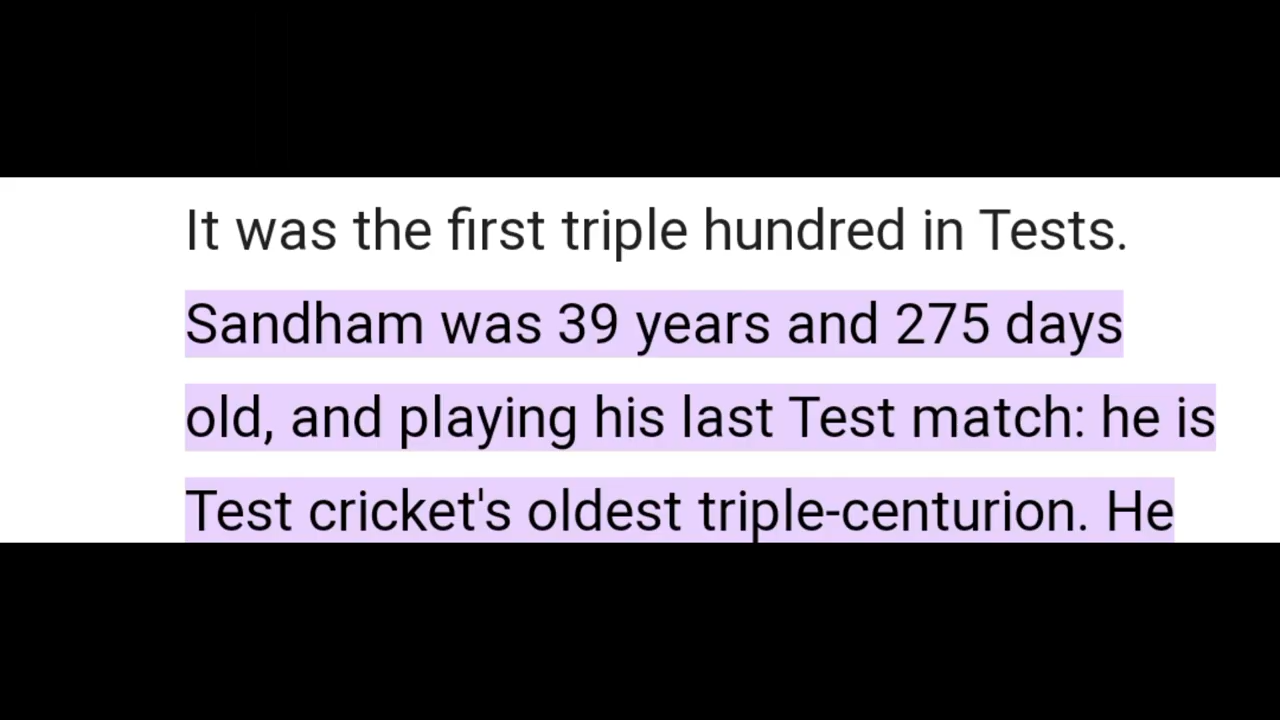 It was the first triple hundred in Tests.
Sandham was 39 years and 275 days
old, and playing his last Test match: he is
Test cricket's oldest triple-centurion. He